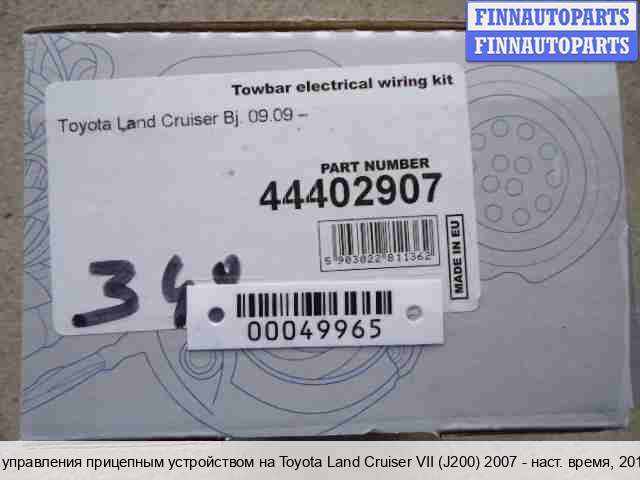 FINNAUTOPARTS
FINNAUTOPARTS
Towbar electrical wiring kit
Toyota Land Cruiser Bj. 09.09 –
PART NUMBER
44402907
5 903022 811362
MADE IN EU
00049965
управления прицепным устройством на Toyota Land Cruiser VII (J200) 2007 - наст. время, 201